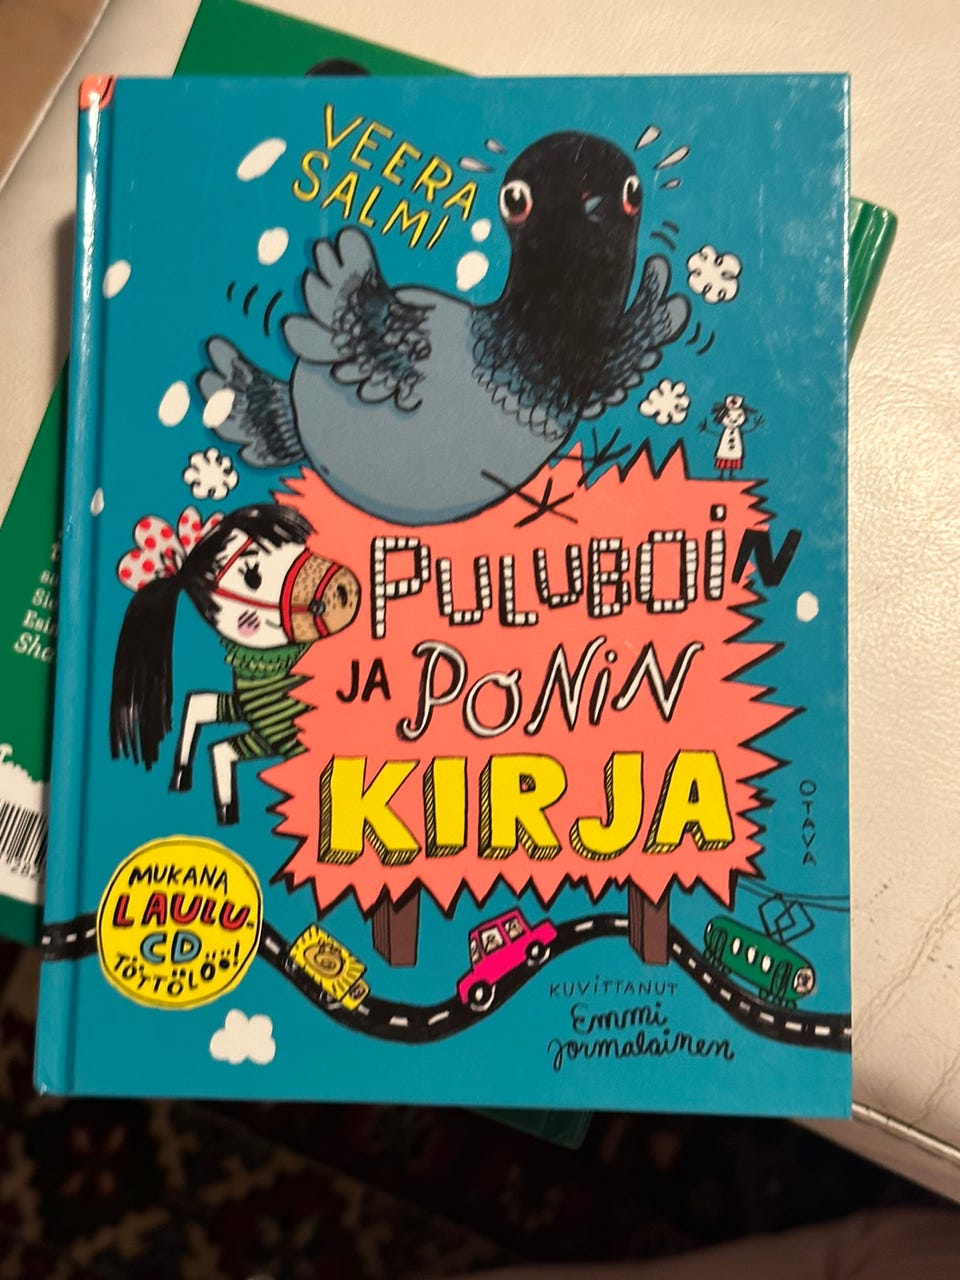 VEERA
SALMI
PULUBOiN
JA PONiN
KIRJA
OTAVA
MUKANA
LAULU-
CD
TÖTTÖLÖÖ!
KUViTTANUT
Emmi
Jormalainen